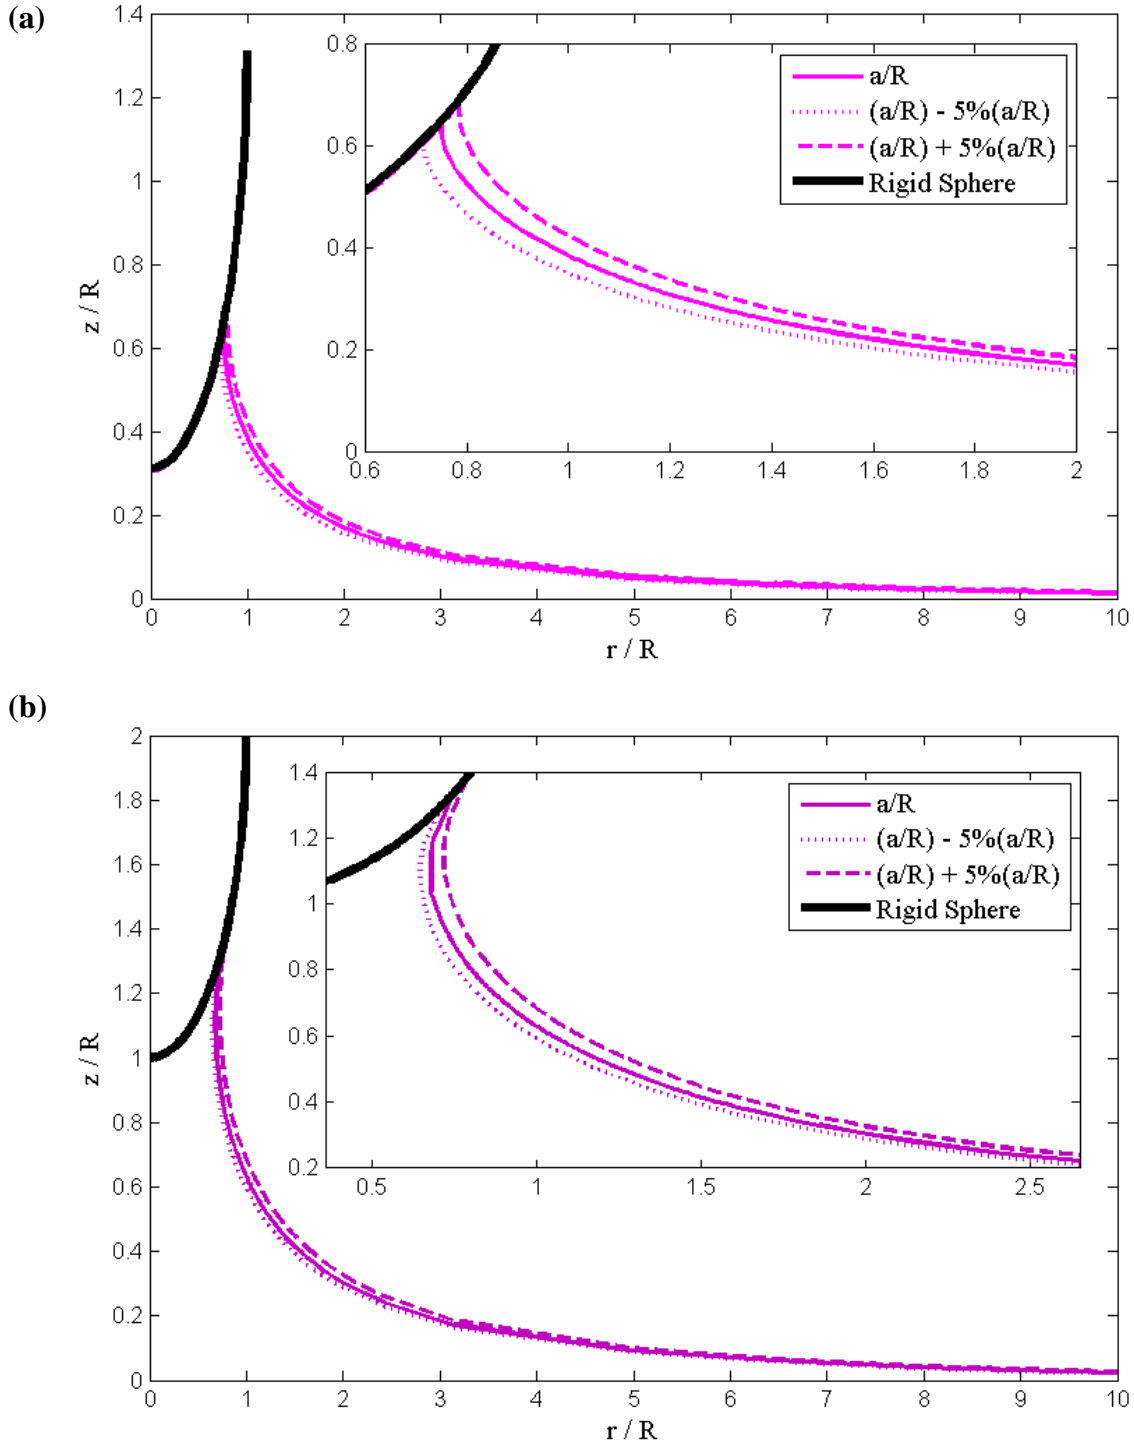 (a)
1.4
1.2
1
0.8
0.6
0.4
0.2
0
z / R
0 1 2 3 4 5 6 7 8 9 10
r / R
0.8
0.6
0.4
0.2
0
0.6 0.8 1 1.2 1.4 1.6 1.8 2
a/R
(a/R) - 5%(a/R)
(a/R) + 5%(a/R)
Rigid Sphere
(b)
2
1.8
1.6
1.4
1.2
1
0.8
0.6
0.4
0.2
0
z / R
0 1 2 3 4 5 6 7 8 9 10
r / R
1.4
1.2
1
0.8
0.6
0.4
0.2
0.5 1 1.5 2 2.5
a/R
(a/R) - 5%(a/R)
(a/R) + 5%(a/R)
Rigid Sphere